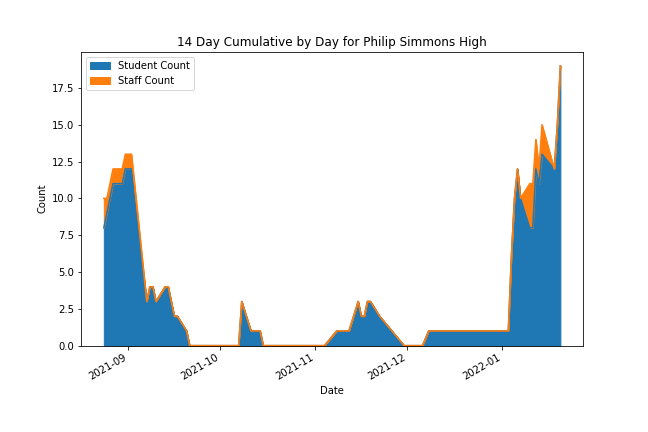 14 Day Cumulative by Day for Philip Simmons High
Student Count
Staff Count
17.5
15.0
12.5
10.0
7.5
5.0
2.5
0.0
Count
2021-09
2021-10
2021-11
2021-12
2022-01
Date